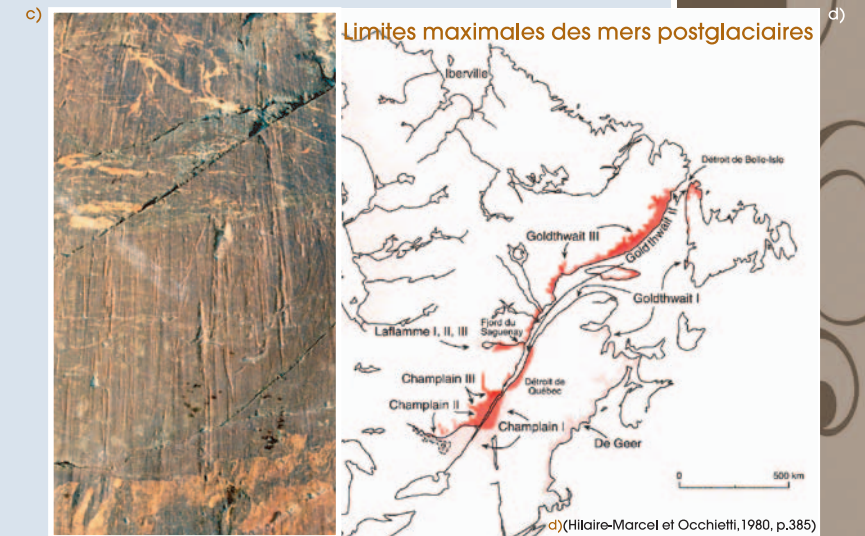 c)
Limites maximales des mers postglaciaires
d)
Iberville
Détroit de Belle-Isle
Goldthwait III
Goldthwait II
Goldthwait I
Fjord du
Saguenay
Laflamme I, II, III
Champlain III
Détroit de
Québec
Champlain II
Champlain I
De Geer
0 500 km
d)(Hilaire-Marcel et Occhietti,1980, p.385)